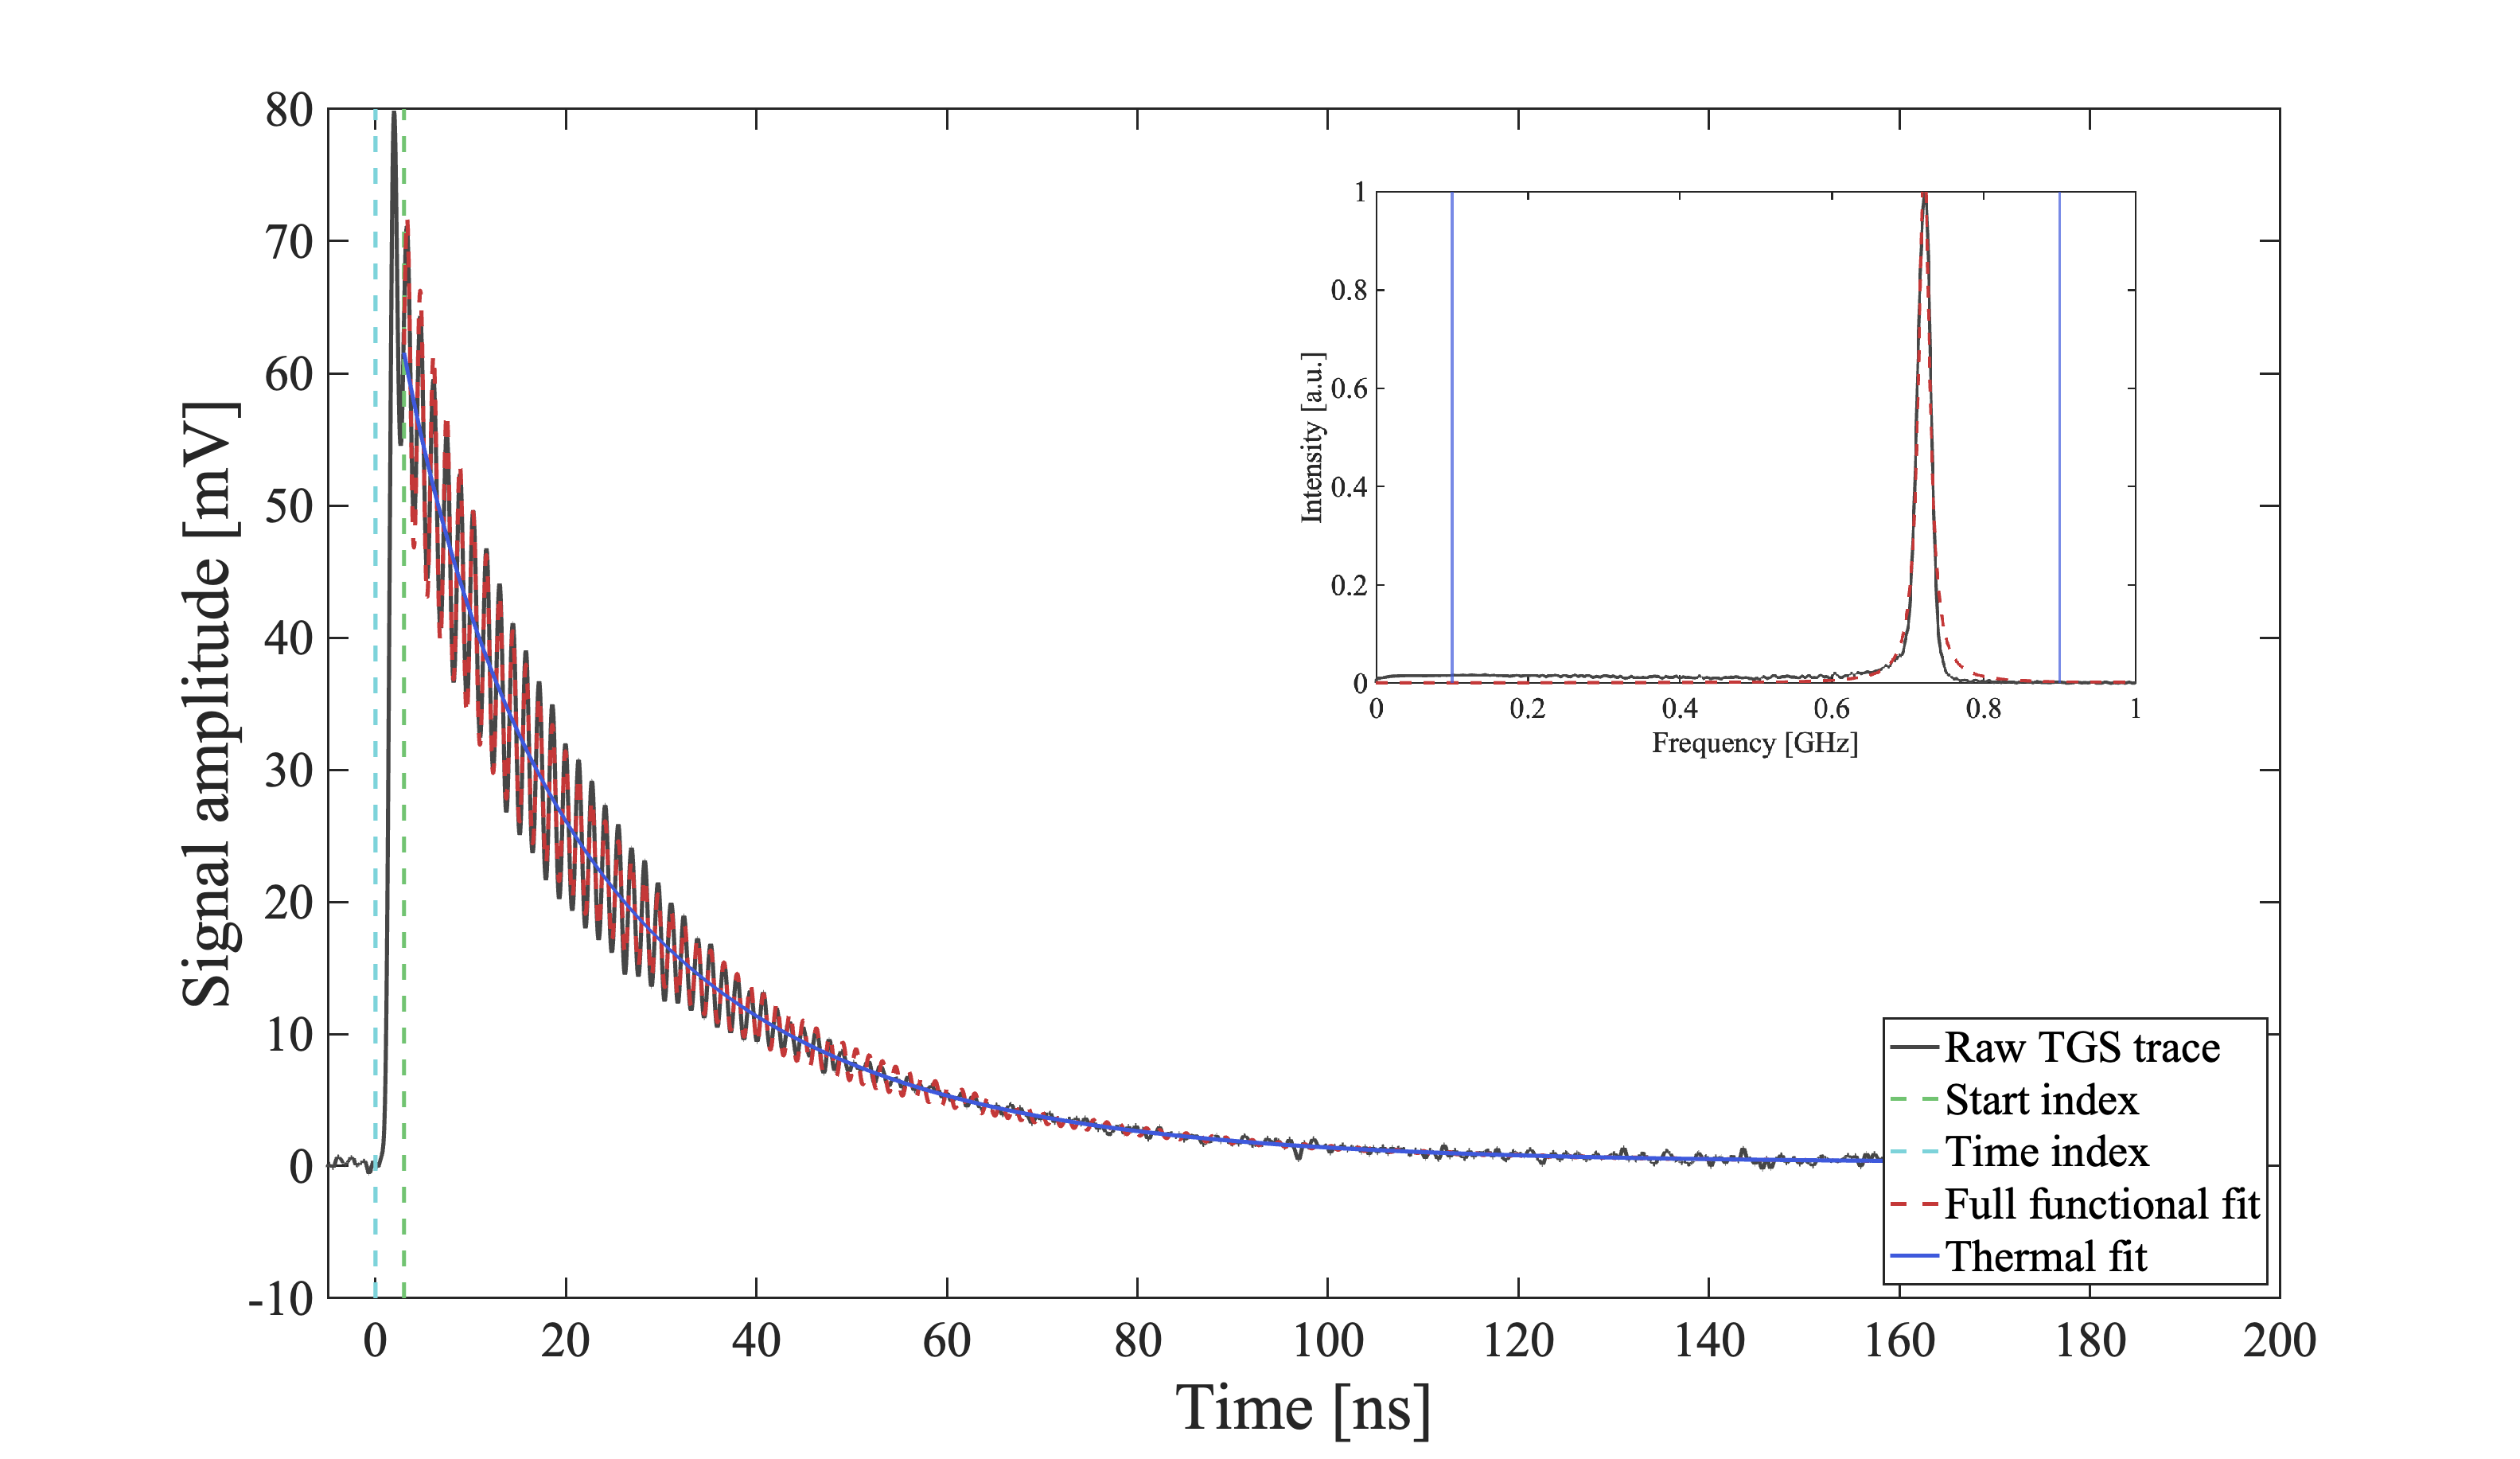 80
70
60
50
40
30
20
10
0
-10
Signal amplitude [mV]
0 20 40 60 80 100 120 140 160 180 200
Time [ns]
1
0.8
0.6
0.4
0.2
0
Intensity [a.u.]
0 0.2 0.4 0.6 0.8 1
Frequency [GHz]
Raw TGS trace
Start index
Time index
Full functional fit
Thermal fit